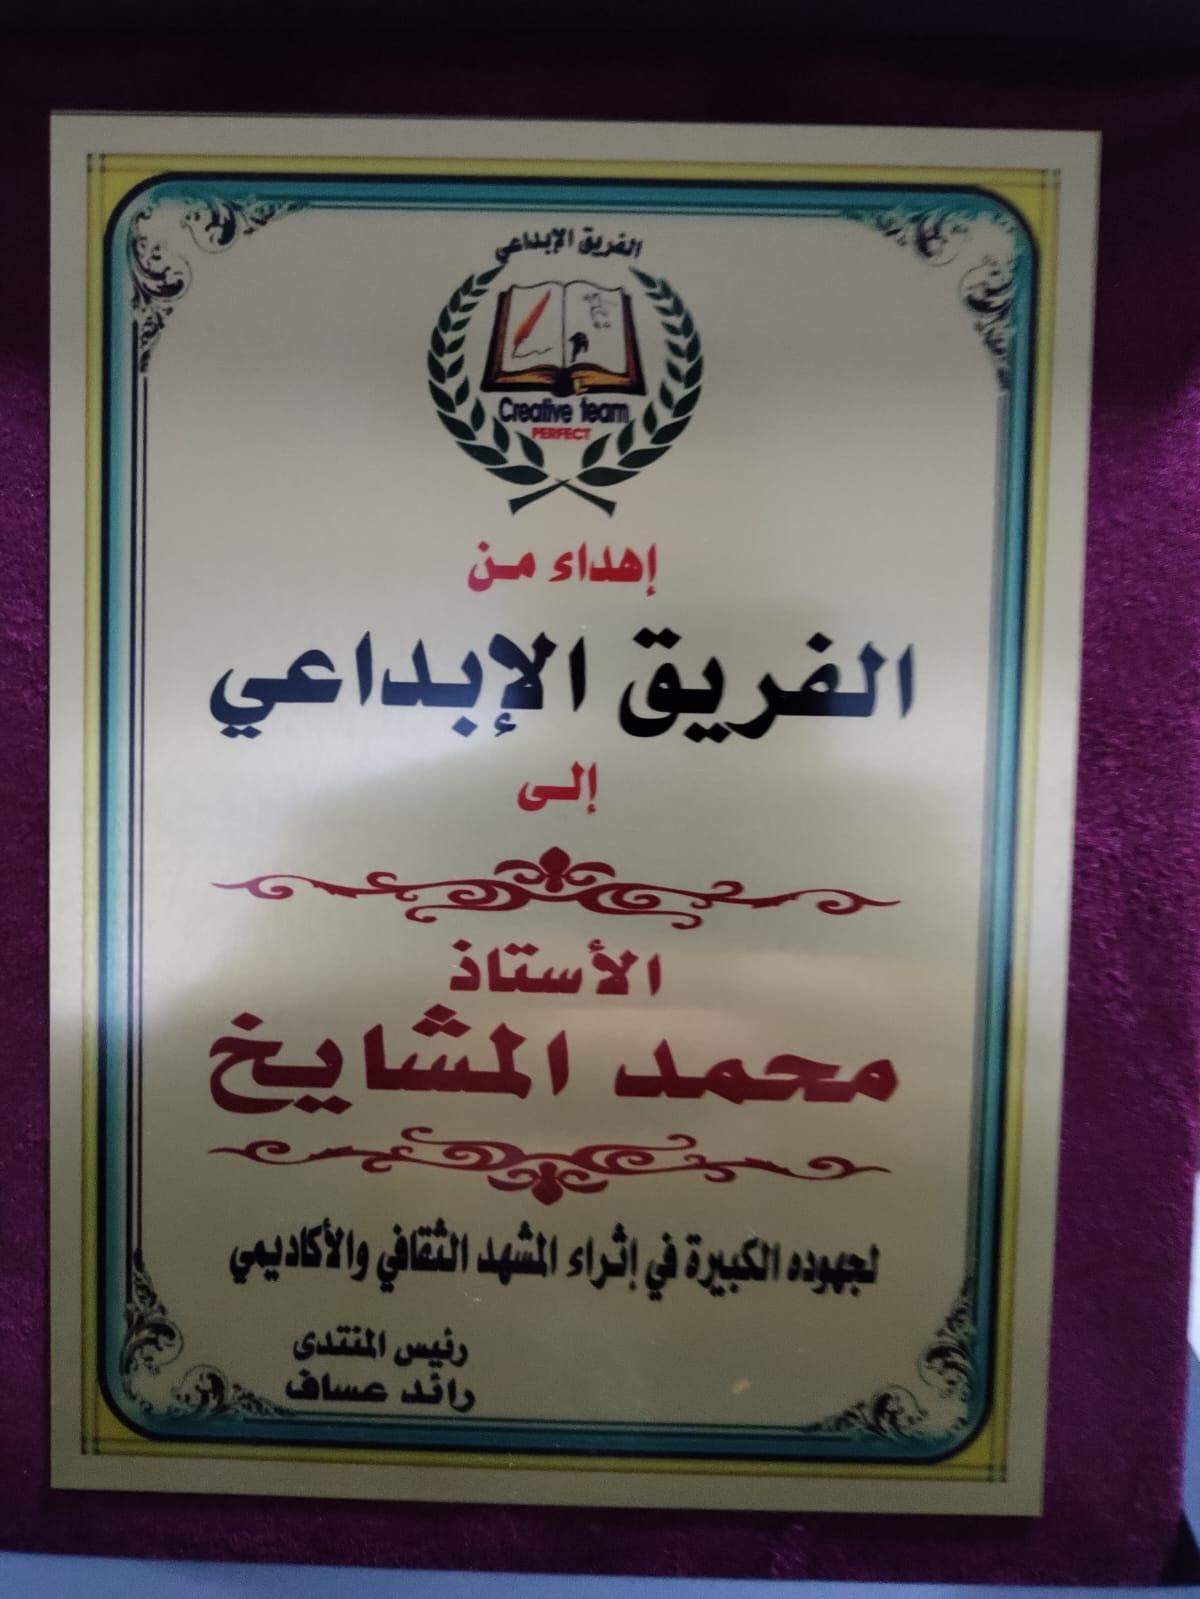 الفريق الإبداعي
Creative team
PERFECT
إهداء من
الفريق الإبداعي
إلى
الأستاذ
محمد المشايخ
لجهوده الكبيرة في إثراء المشهد الثقافي والأكاديمي
رئيس المنتدى
رائد عساف